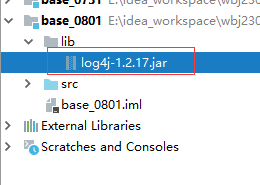 base_0731 E:\idea_workspace\wbj230
base_0801 E:\idea_workspace\wbj230
lib
log4j-1.2.17.jar
src
base_0801.iml
External Libraries
Scratches and Consoles